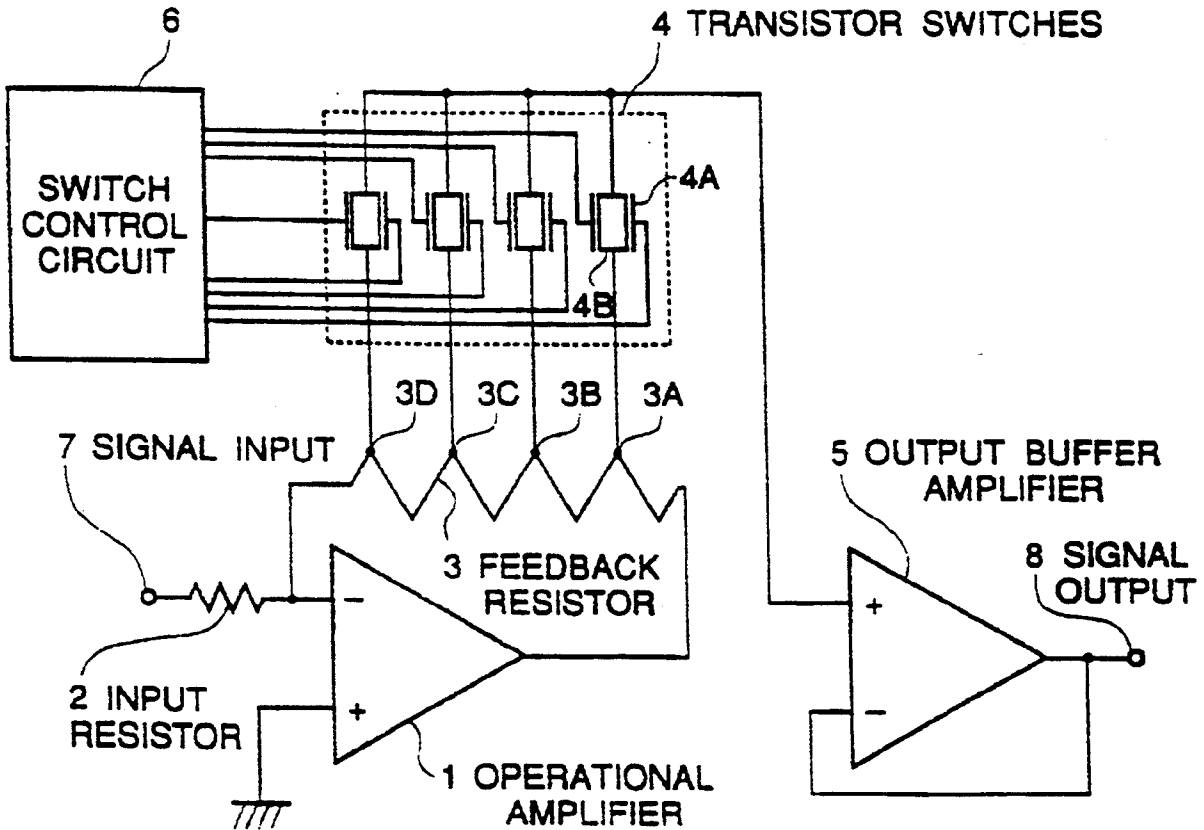 6
4 TRANSISTOR SWITCHES
SWITCH
CONTROL
CIRCUIT
4A
4B
3D
3C
3B
3A
7 SIGNAL INPUT
5 OUTPUT BUFFER
AMPLIFIER
3 FEEDBACK
RESISTOR
8 SIGNAL
OUTPUT
−
+
+
−
2 INPUT
RESISTOR
1 OPERATIONAL
AMPLIFIER